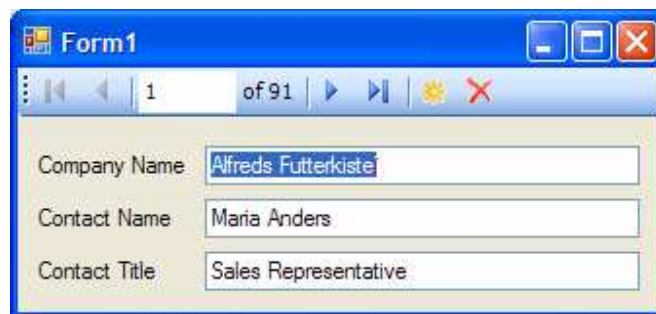 Form1
1 of 91
Company Name Alfreds Futterkiste
Contact Name Maria Anders
Contact Title Sales Representative